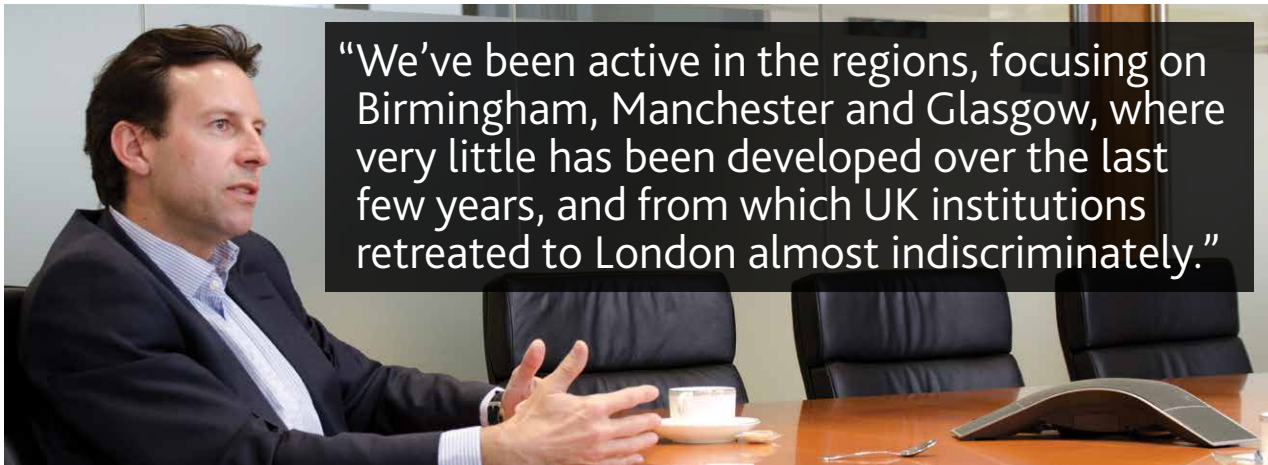 “We’ve been active in the regions, focusing on
Birmingham, Manchester and Glasgow, where
very little has been developed over the last
few years, and from which UK institutions
retreated to London almost indiscriminately.”